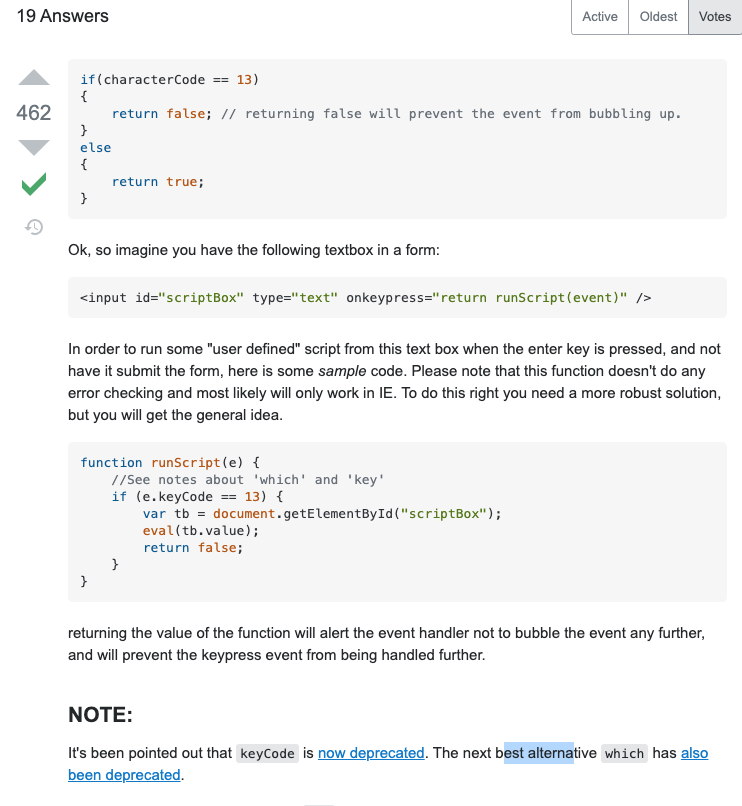 19 Answers
Active Oldest Votes
462
if(characterCode == 13)
{
    return false; // returning false will prevent the event from bubbling up.
}
else
{
    return true;
}
Ok, so imagine you have the following textbox in a form:
<input id="scriptBox" type="text" onkeypress="return runScript(event)" />
In order to run some "user defined" script from this text box when the enter key is pressed, and not
have it submit the form, here is some sample code. Please note that this function doesn't do any
error checking and most likely will only work in IE. To do this right you need a more robust solution,
but you will get the general idea.
function runScript(e) {
    //See notes about 'which' and 'key'
    if (e.keyCode == 13) {
        var tb = document.getElementById("scriptBox");
        eval(tb.value);
        return false;
    }
}
returning the value of the function will alert the event handler not to bubble the event any further,
and will prevent the keypress event from being handled further.
NOTE:
It's been pointed out that keyCode is now deprecated. The next best alternative which has also
been deprecated.